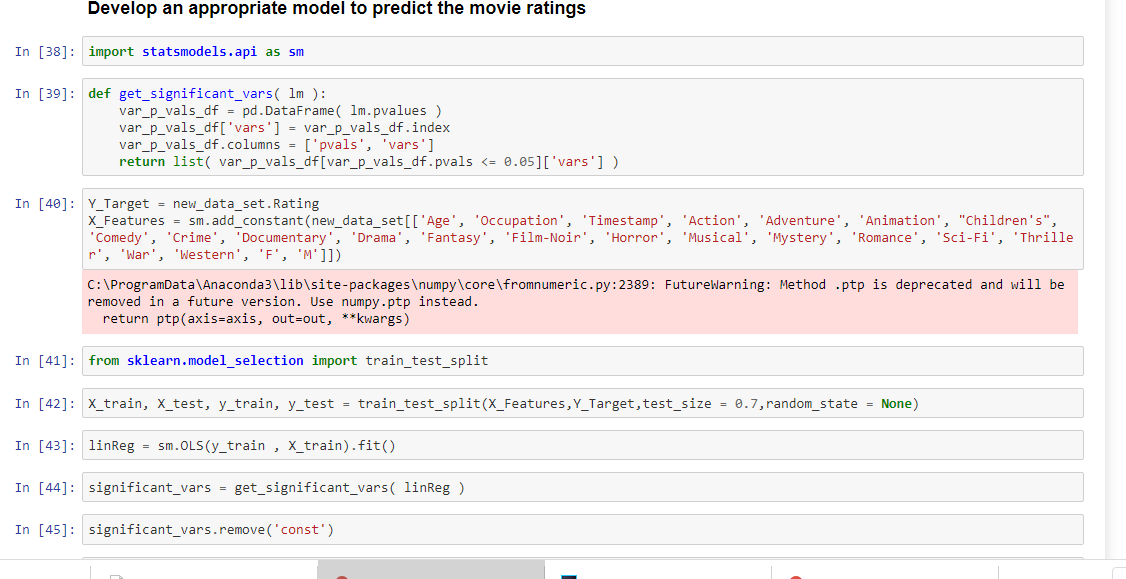 Develop an appropriate model to predict the movie ratings
In [38]: import statsmodels.api as sm
In [39]: def get_significant_vars( lm ):
    var_p_vals_df = pd.DataFrame( lm.pvalues )
    var_p_vals_df['vars'] = var_p_vals_df.index
    var_p_vals_df.columns = ['pvals', 'vars']
    return list( var_p_vals_df[var_p_vals_df.pvals <= 0.05]['vars'] )
In [40]: Y_Target = new_data_set.Rating
X_Features = sm.add_constant(new_data_set[['Age', 'Occupation', 'Timestamp', 'Action', 'Adventure', 'Animation', "Children's",
'Comedy', 'Crime', 'Documentary', 'Drama', 'Fantasy', 'Film-Noir', 'Horror', 'Musical', 'Mystery', 'Romance', 'Sci-Fi', 'Thrille
r', 'War', 'Western', 'F', 'M']])
C:\ProgramData\Anaconda3\lib\site-packages\numpy\core\fromnumeric.py:2389: FutureWarning: Method .ptp is deprecated and will be
removed in a future version. Use numpy.ptp instead.
  return ptp(axis=axis, out=out, **kwargs)
In [41]: from sklearn.model_selection import train_test_split
In [42]: X_train, X_test, y_train, y_test = train_test_split(X_Features,Y_Target,test_size = 0.7,random_state = None)
In [43]: linReg = sm.OLS(y_train , X_train).fit()
In [44]: significant_vars = get_significant_vars( linReg )
In [45]: significant_vars.remove('const')